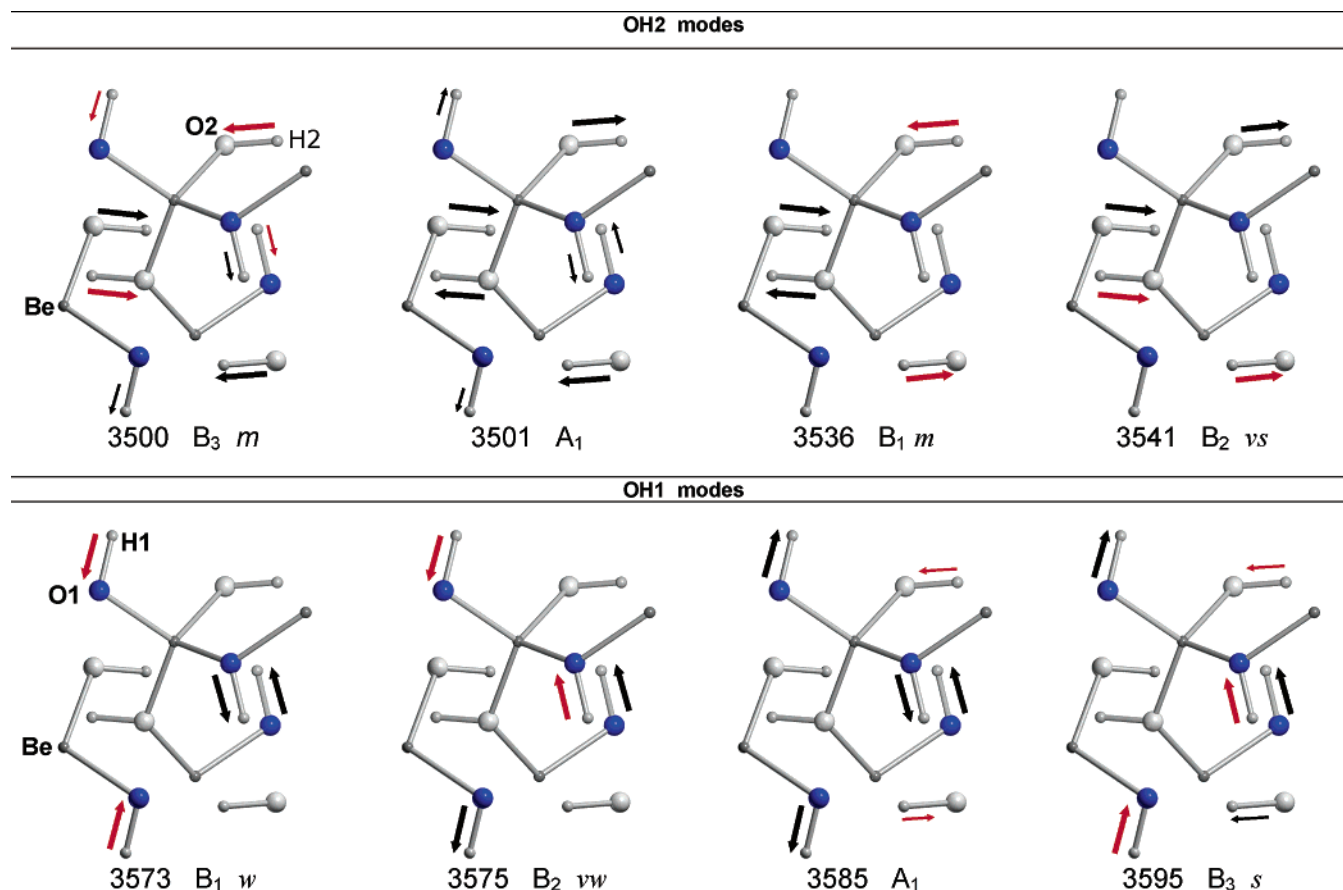 OH2 modes
O2
H2
Be
3500 B₃ m
3501 A₁
3536 B₁ m
3541 B₂ vs
OH1 modes
H1
O1
Be
3573 B₁ w
3575 B₂ vw
3585 A₁
3595 B₃ s